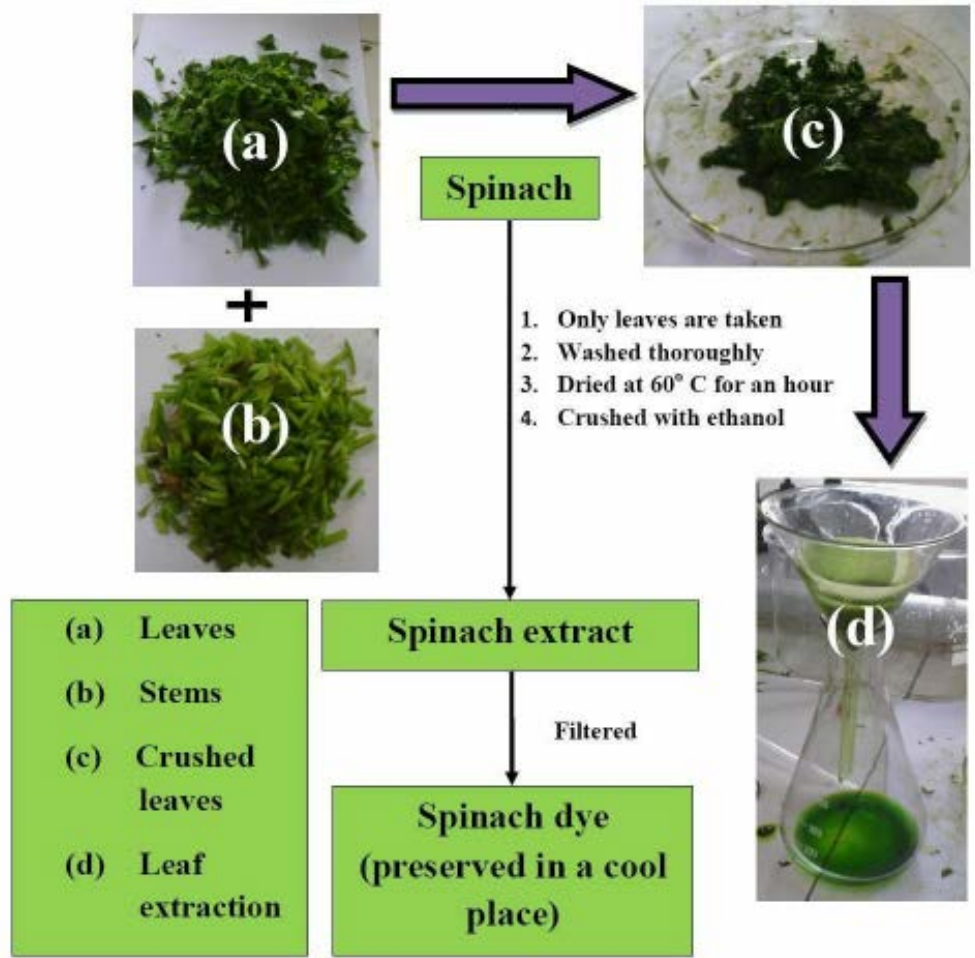 (a)
(c)
Spinach
+
1. Only leaves are taken
2. Washed thoroughly
3. Dried at 60° C for an hour
4. Crushed with ethanol
(b)
(d)
Spinach extract
Filtered
Spinach dye
(preserved in a cool
place)
(a) Leaves
(b) Stems
(c) Crushed
leaves
(d) Leaf
extraction